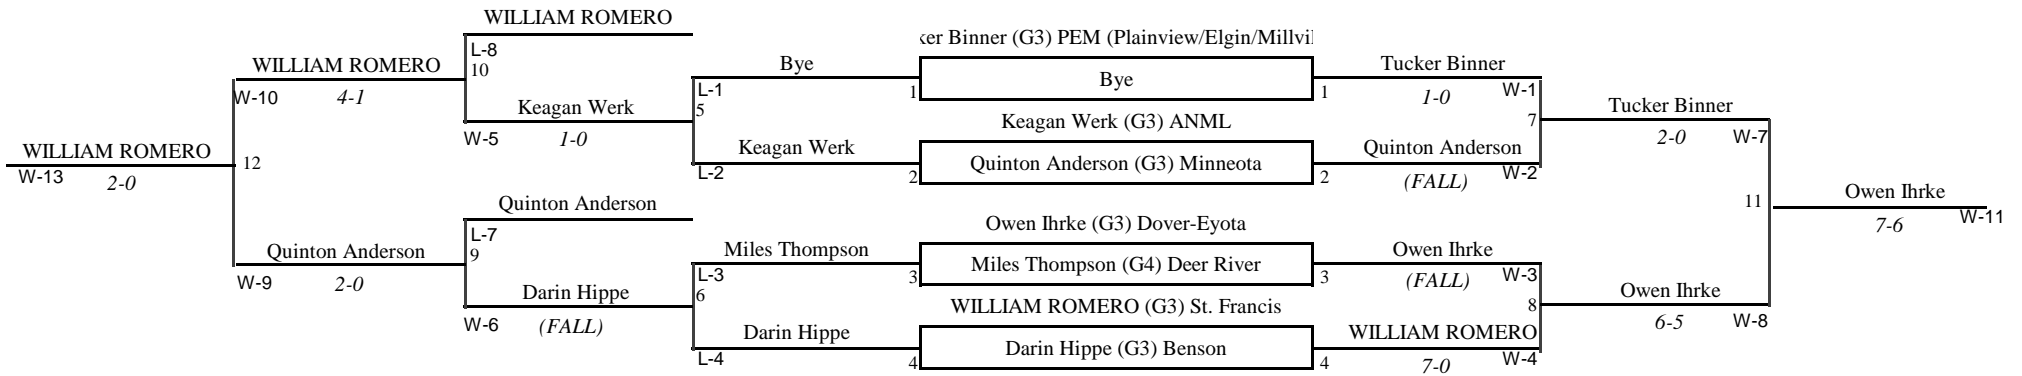 WILLIAM ROMERO
L-8
10
WILLIAM ROMERO
W-10
4-1
Keagan Werk
W-5
1-0
WILLIAM ROMERO
W-13
2-0
12
Quinton Anderson
L-7
9
Quinton Anderson
W-9
2-0
Darin Hippe
W-6
(FALL)
Bye
L-1
5
1
Keagan Werk
L-2
2
Miles Thompson
L-3
6
3
Darin Hippe
L-4
4
ker Binner (G3) PEM (Plainview/Elgin/Millvil
Bye
Keagan Werk (G3) ANML
Quinton Anderson (G3) Minneota
Owen Ihrke (G3) Dover-Eyota
Miles Thompson (G4) Deer River
WILLIAM ROMERO (G3) St. Francis
Darin Hippe (G3) Benson
Tucker Binner
1
1-0
W-1
7
Quinton Anderson
2
(FALL)
W-2
Owen Ihrke
3
(FALL)
W-3
8
WILLIAM ROMERO
4
7-0
W-4
Tucker Binner
2-0
W-7
11
Owen Ihrke
6-5
W-8
Owen Ihrke
7-6
W-11